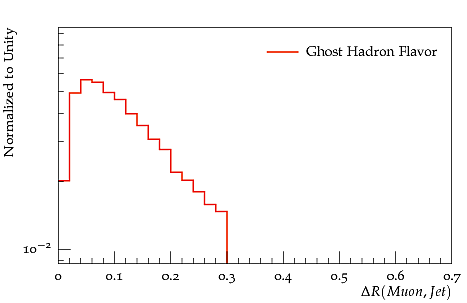 Normalized to Unity
Ghost Hadron Flavor
10⁻²
0 0.1 0.2 0.3 0.4 0.5 0.6 0.7
ΔR(Muon, Jet)